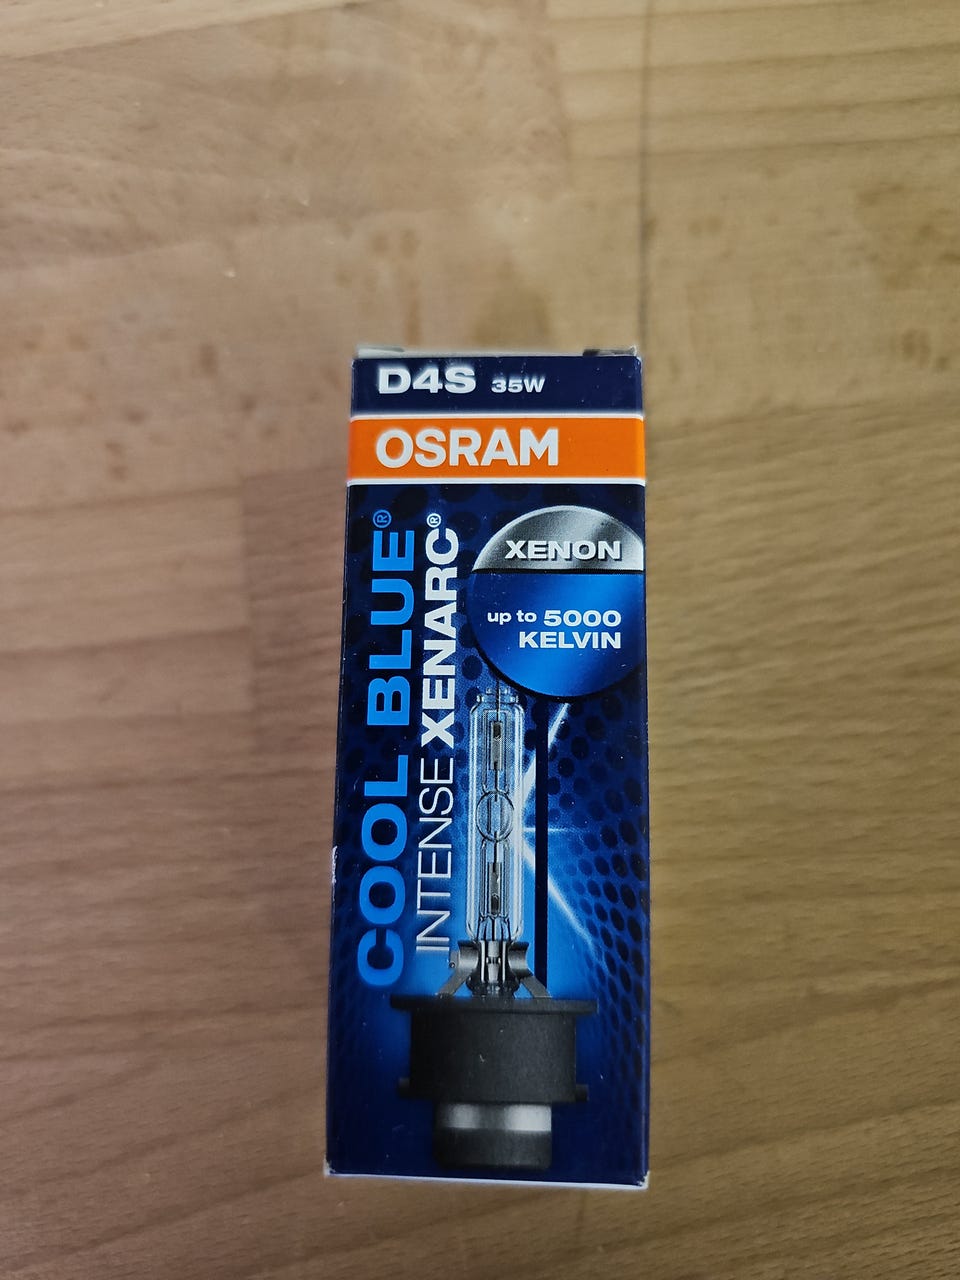 D4S 35W
OSRAM
COOL BLUE®
INTENSE XENARC®
XENON
up to 5000
KELVIN